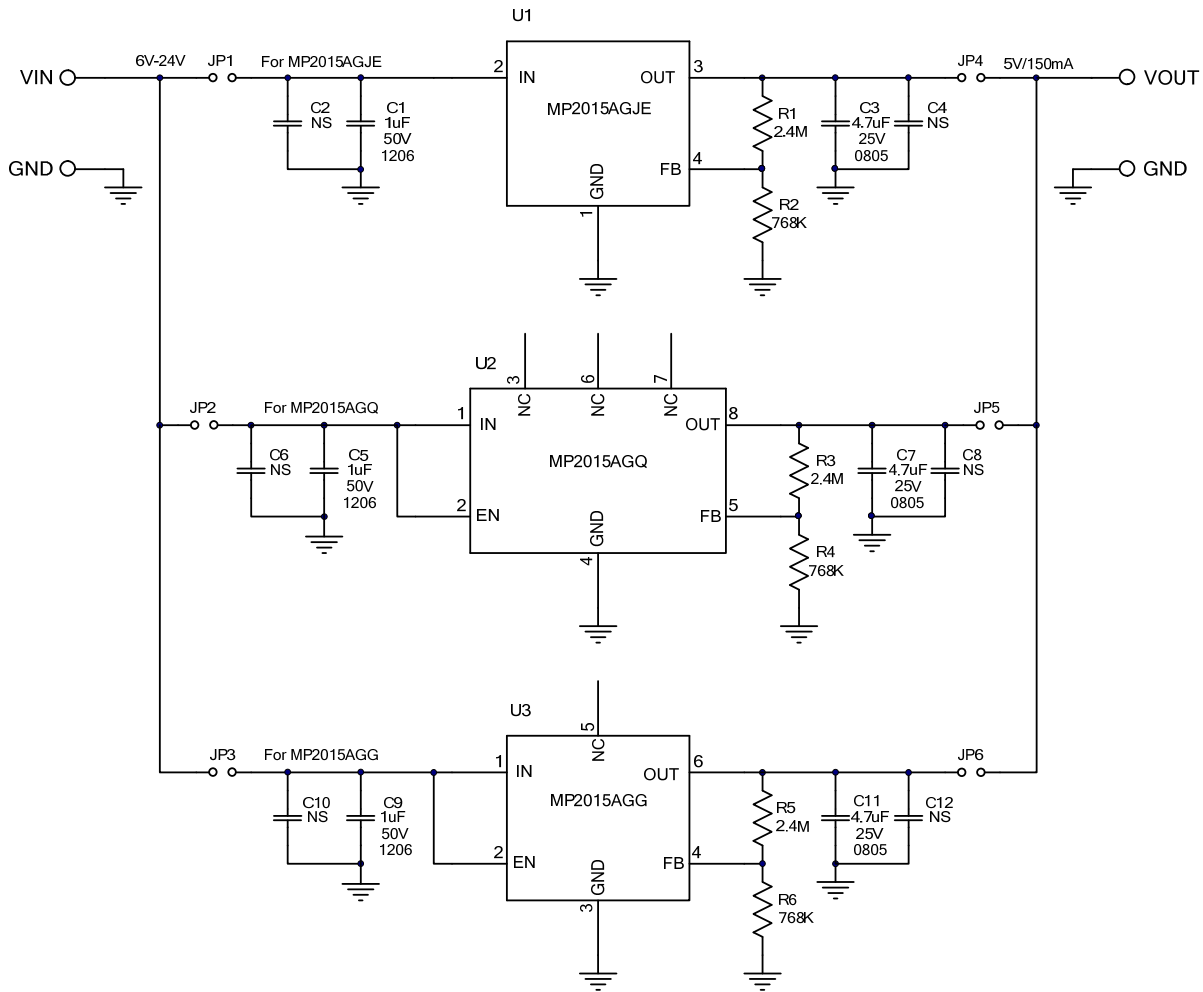 U1
6V-24V
JP1
For MP2015AGJE
VIN
2
IN
OUT
3
JP4
5V/150mA
VOUT
MP2015AGJE
C2
NS
C1
1uF
50V
1206
R1
2.4M
C3
4.7uF
25V
0805
C4
NS
GND
FB
4
GND
GND
1
R2
768K
U2
3
NC
6
NC
7
NC
JP2
For MP2015AGQ
1
IN
OUT
8
JP5
MP2015AGQ
C6
NS
C5
1uF
50V
1206
R3
2.4M
C7
4.7uF
25V
0805
C8
NS
2
EN
FB
5
GND
4
R4
768K
U3
5
NC
JP3
For MP2015AGG
1
IN
OUT
6
JP6
MP2015AGG
C10
NS
C9
1uF
50V
1206
R5
2.4M
C11
4.7uF
25V
0805
C12
NS
2
EN
FB
4
GND
3
R6
768K